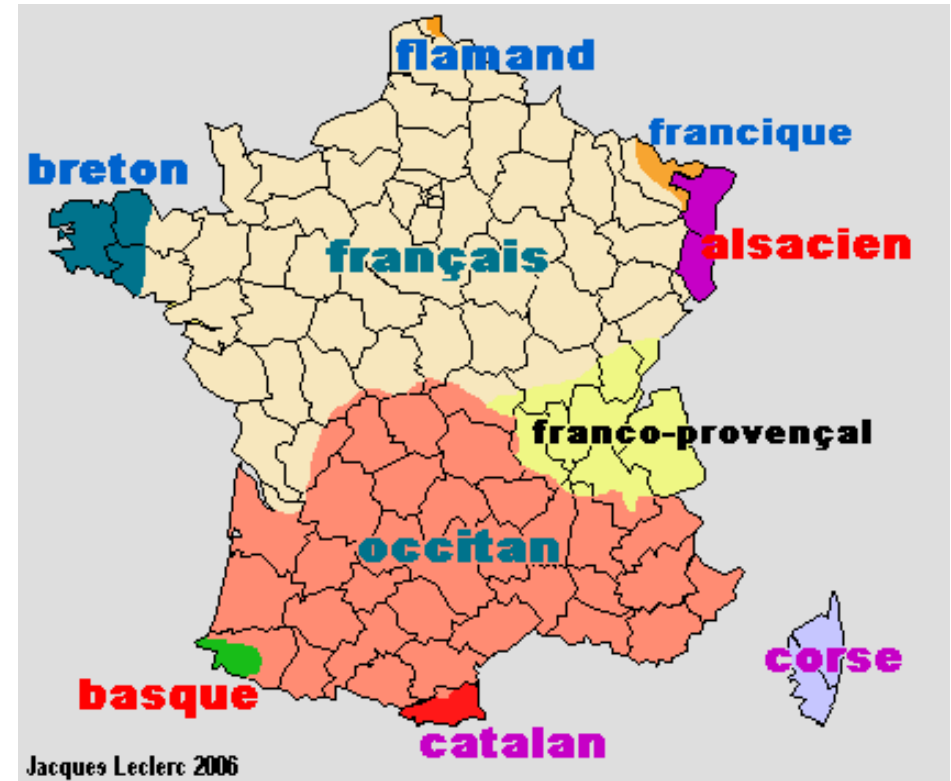 flamand
francique
breton
alsacien
français
franco-provençal
occitan
corse
basque
catalan
Jacques Leclerc 2006